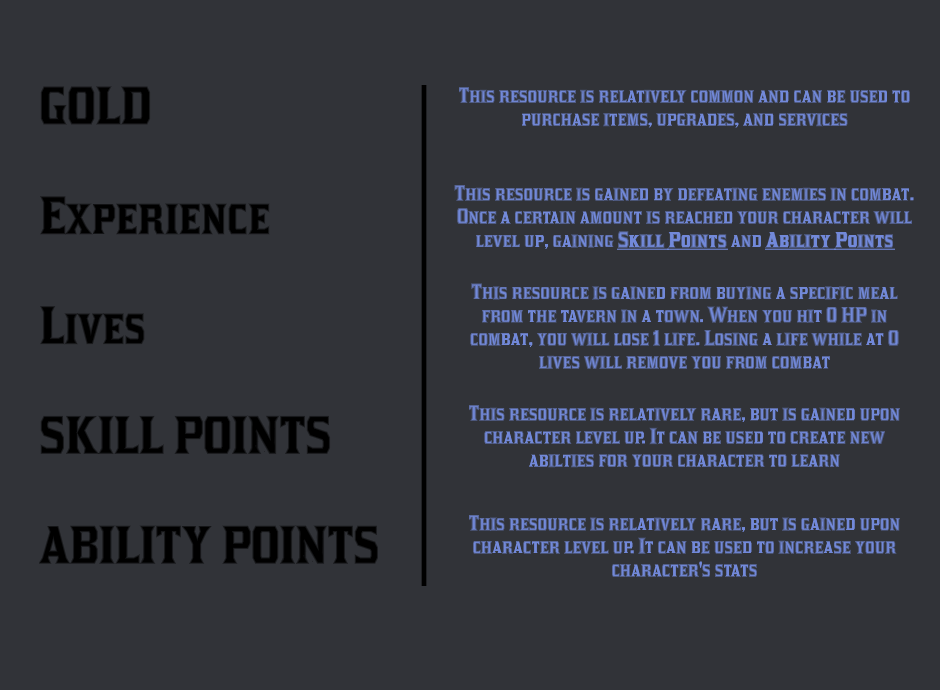 GOLD
This resource is relatively common and can be used to
purchase items, upgrades, and services
Experience
This resource is gained by defeating enemies in combat.
Once a certain amount is reached your character will
level up, gaining Skill Points and Ability Points
Lives
This resource is gained from buying a specific meal
from the tavern in a town. When you hit 0 HP in
combat, you will lose 1 life. Losing a life while at 0
lives will remove you from combat
SKILL POINTS
This resource is relatively rare, but is gained upon
character level up. It can be used to create new
abilties for your character to learn
ABILITY POINTS
This resource is relatively rare, but is gained upon
character level up. It can be used to increase your
character's stats